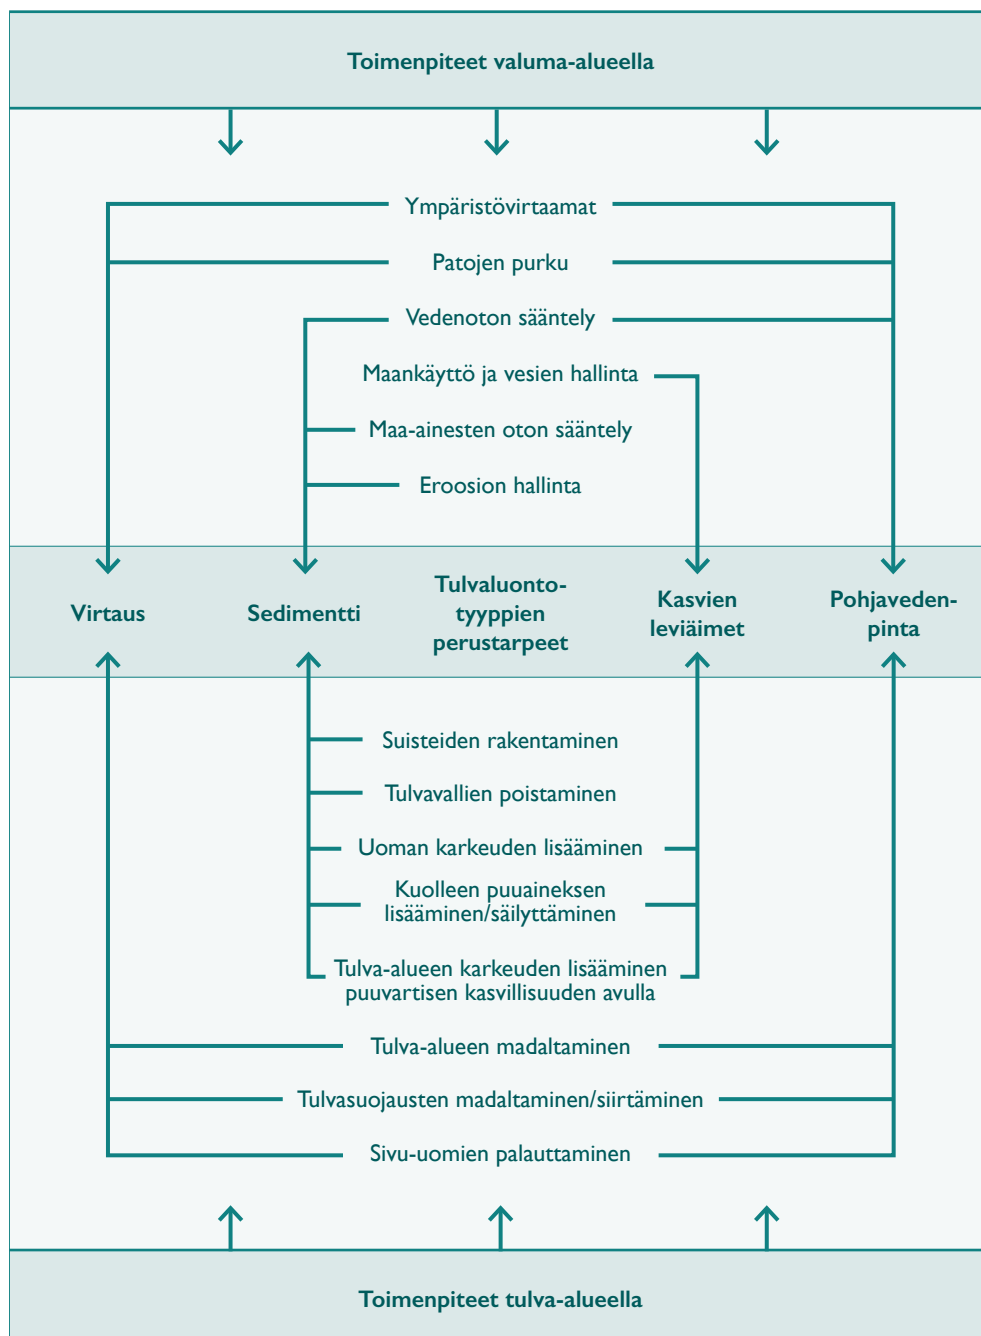 Toimenpiteet valuma-alueella
Ympäristövirtaamat
Patojen purku
Vedenoton sääntely
Maankäyttö ja vesien hallinta
Maa-ainesten oton sääntely
Eroosion hallinta
Virtaus
Sedimentti
Tulvaluonto-
tyyppien
perustarpeet
Kasvien
leviäimet
Pohjaveden-
pinta
Suisteiden rakentaminen
Tulvavallien poistaminen
Uoman karkeuden lisääminen
Kuolleen puuaineksen
lisääminen/säilyttäminen
Tulva-alueen karkeuden lisääminen
puuvartisen kasvillisuuden avulla
Tulva-alueen madaltaminen
Tulvasuojausten madaltaminen/siirtäminen
Sivu-uomien palauttaminen
Toimenpiteet tulva-alueella